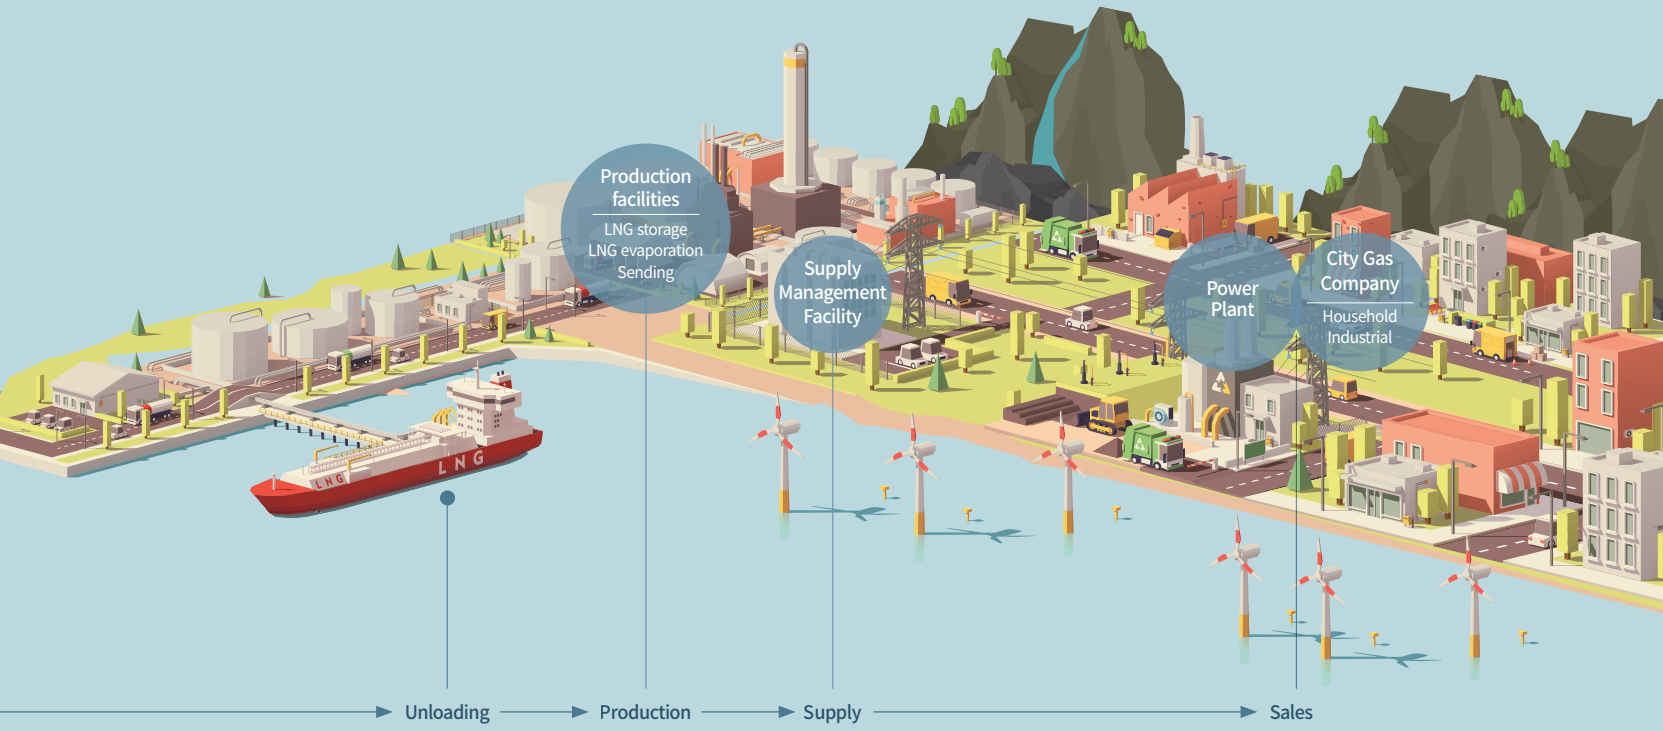 Production
facilities
LNG storage
LNG evaporation
Sending
Supply
Management
Facility
Power
Plant
City Gas
Company
Household
Industrial
LNG
LNG
Unloading
Production
Supply
Sales